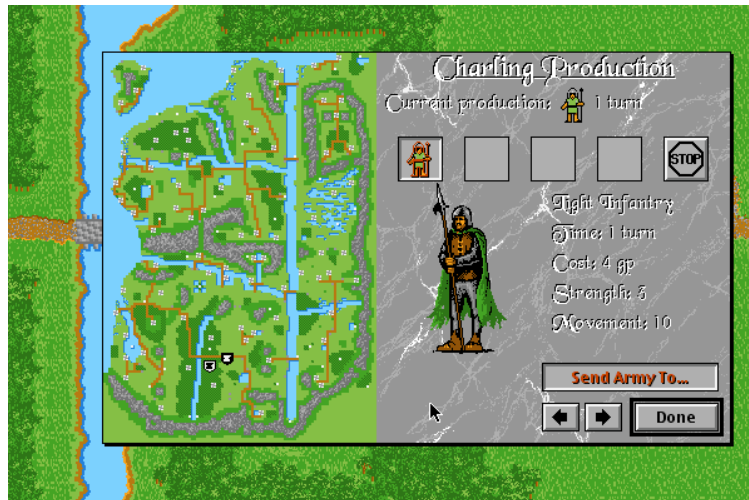 Charling Production
Current production: 1 turn
STOP
Light Infantry
Time: 1 turn
Cost: 4 gp
Strength: 3
Movement: 10
Send Army To...
Done